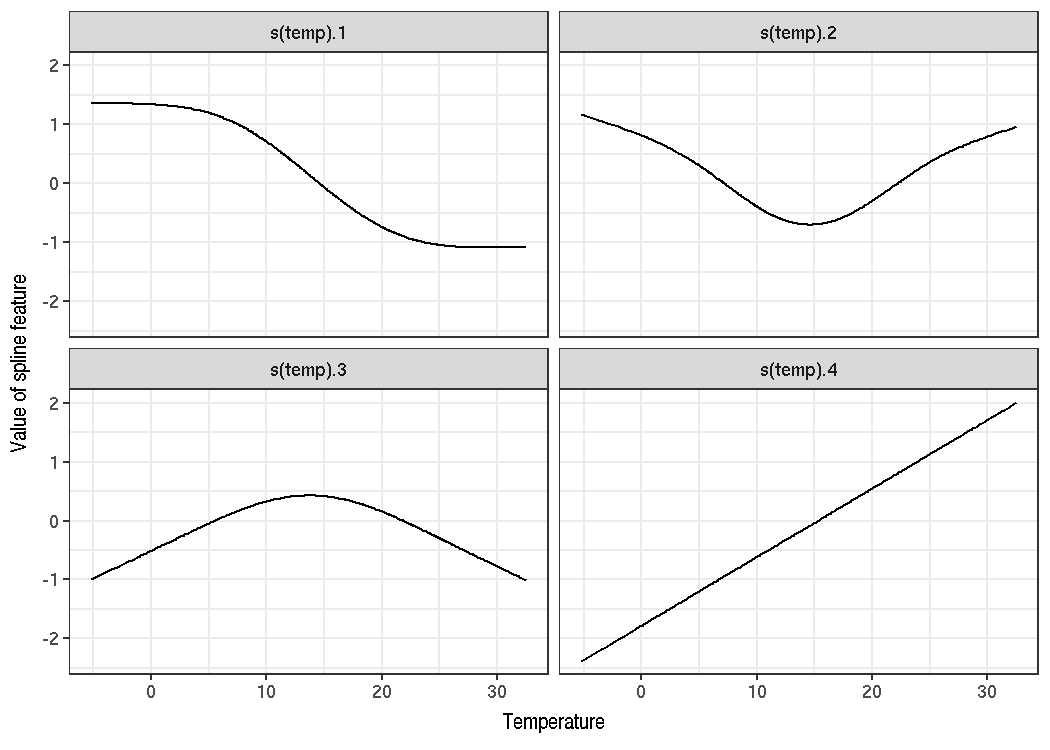 s(temp).1
s(temp).2
2
1
0
-1
-2
s(temp).3
s(temp).4
2
1
0
-1
-2
0 10 20 30
0 10 20 30
Temperature
Value of spline feature